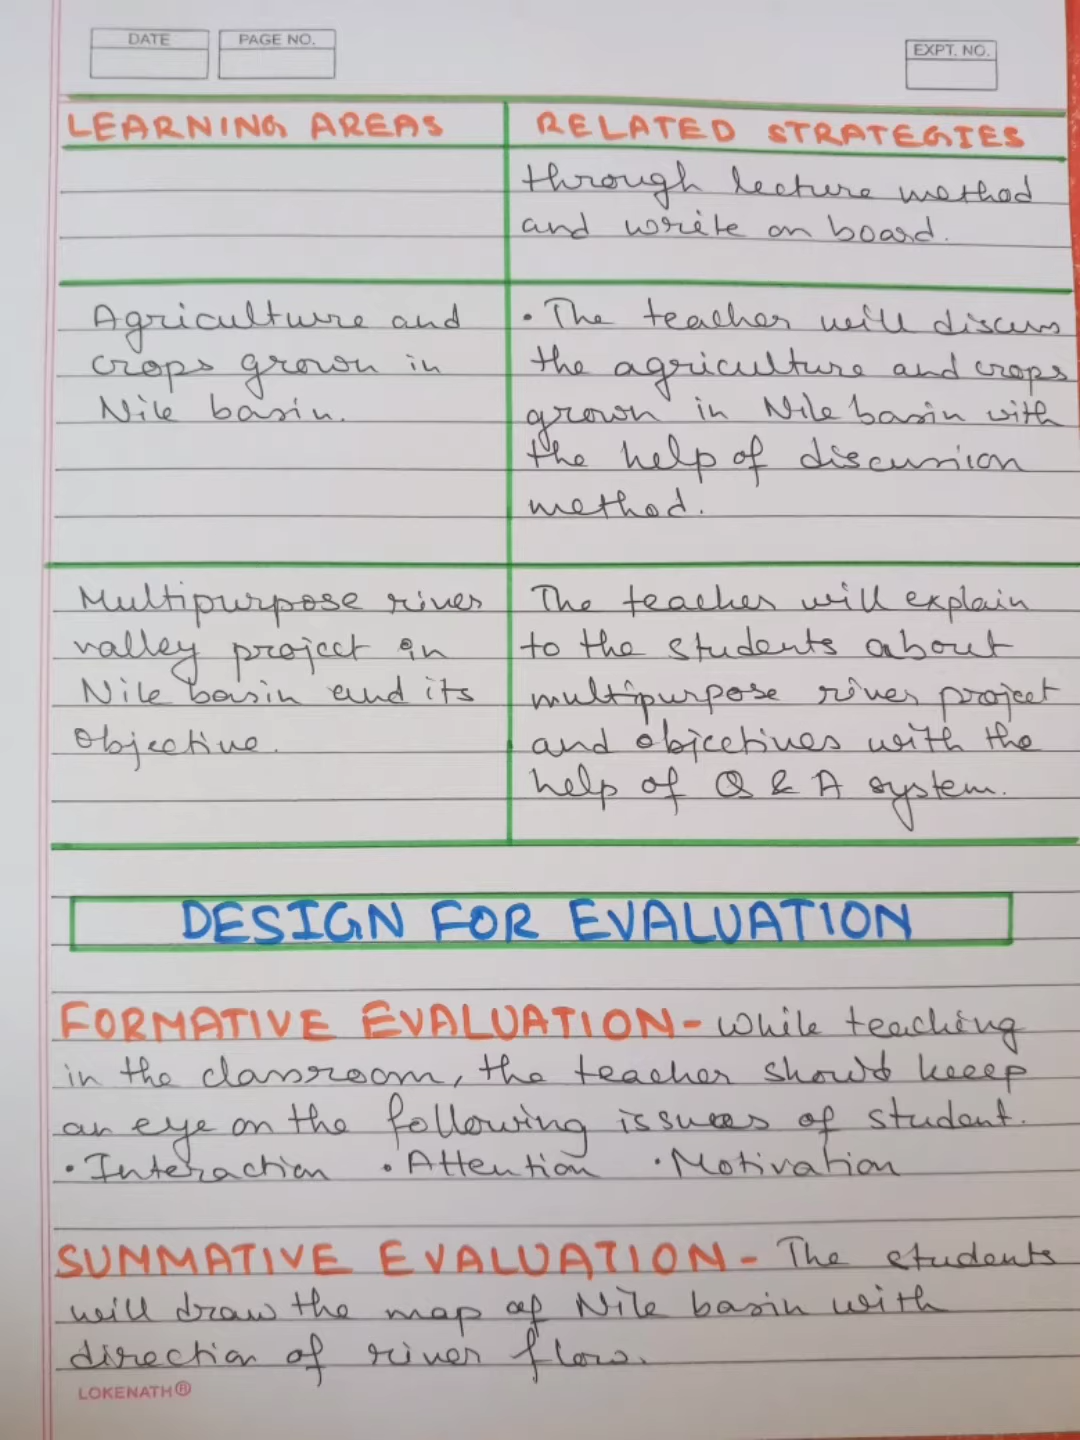 DATE
PAGE NO.
EXPT. NO.
LEARNING AREAS
RELATED STRATEGIES
through lecture method
and write on board.
Agriculture and
crops grown in
Nile basin.
• The teacher will discuss
the agriculture and crops
grown in Nile basin with
the help of discussion
method.
Multipurpose river
valley project in
Nile basin and its
Objective.
The teacher will explain
to the students about
multipurpose river project
and objectives with the
help of Q & A system.
DESIGN FOR EVALUATION
FORMATIVE EVALUATION- While teaching
in the classroom, the teacher should keeep
an eye on the following issues of student.
• Interaction • Attention • Motivation
SUMMATIVE EVALUATION - The students
will draw the map of Nile basin with
direction of river flow.
LOKENATH®